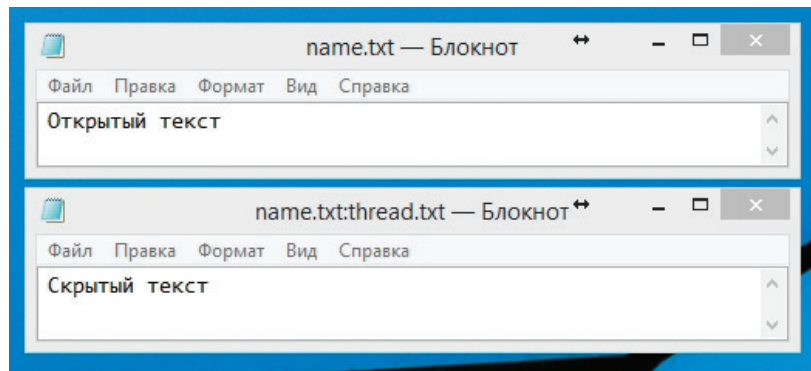 name.txt — Блокнот
Файл Правка Формат Вид Справка
Открытый текст
name.txt:thread.txt — Блокнот
Файл Правка Формат Вид Справка
Скрытый текст